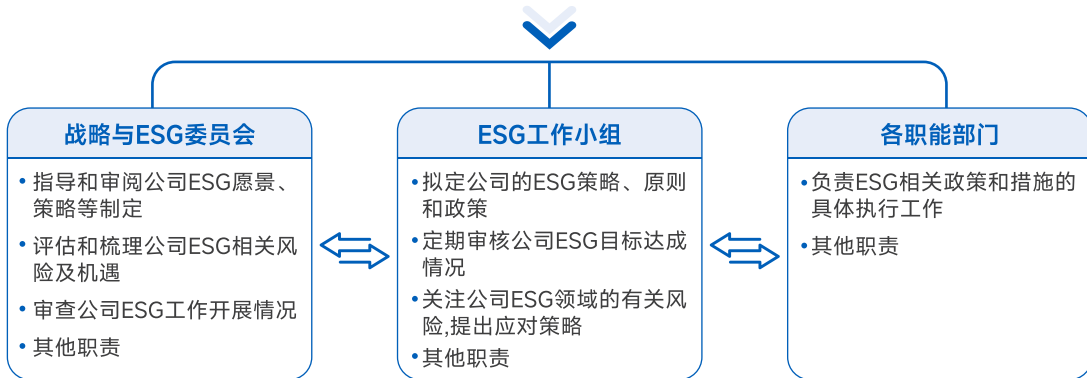 战略与ESG委员会
• 指导和审阅公司ESG愿景、
策略等制定
• 评估和梳理公司ESG相关风
险及机遇
• 审查公司ESG工作开展情况
• 其他职责
ESG工作小组
• 拟定公司的ESG策略、原则
和政策
• 定期审核公司ESG目标达成
情况
• 关注公司ESG领域的有关风
险,提出应对策略
• 其他职责
各职能部门
• 负责ESG相关政策和措施的
具体执行工作
• 其他职责